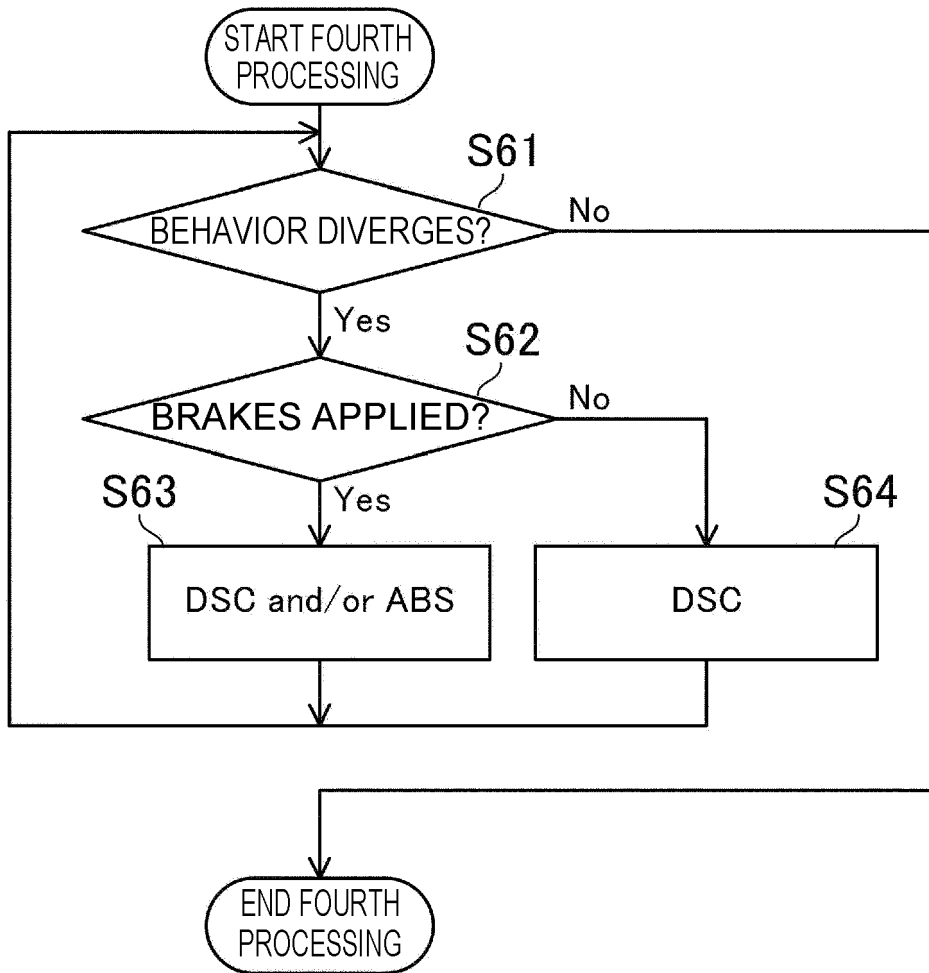 START FOURTH
PROCESSING
S61
BEHAVIOR DIVERGES?
No
Yes
S62
BRAKES APPLIED?
No
Yes
S63
S64
DSC and/or ABS
DSC
END FOURTH
PROCESSING